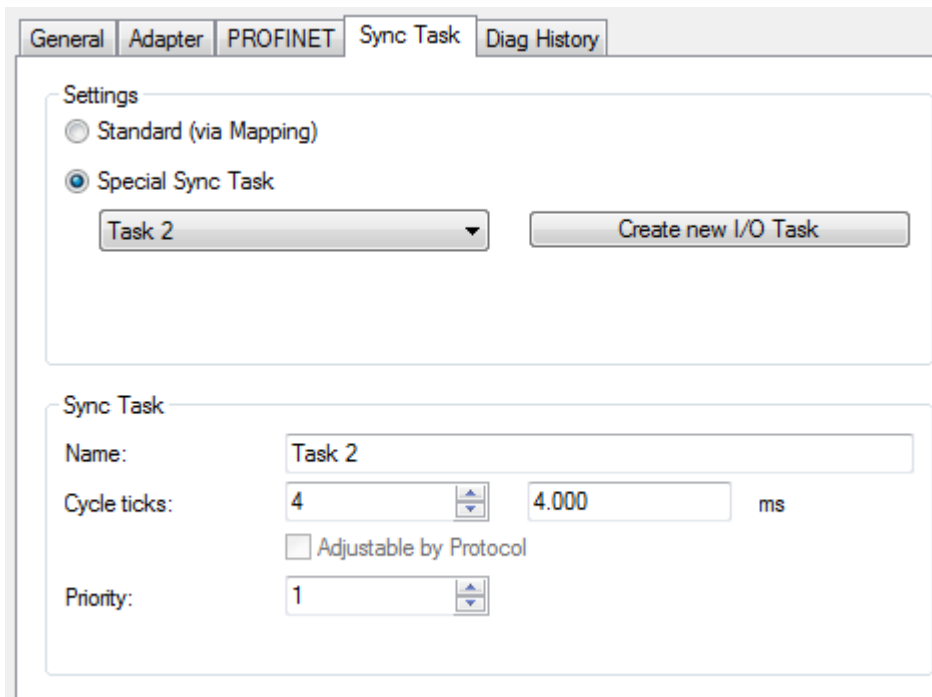 General Adapter PROFINET Sync Task Diag History
Settings
Standard (via Mapping)
Special Sync Task
Task 2 Create new I/O Task
Sync Task
Name: Task 2
Cycle ticks: 4 4.000 ms
Adjustable by Protocol
Priority: 1